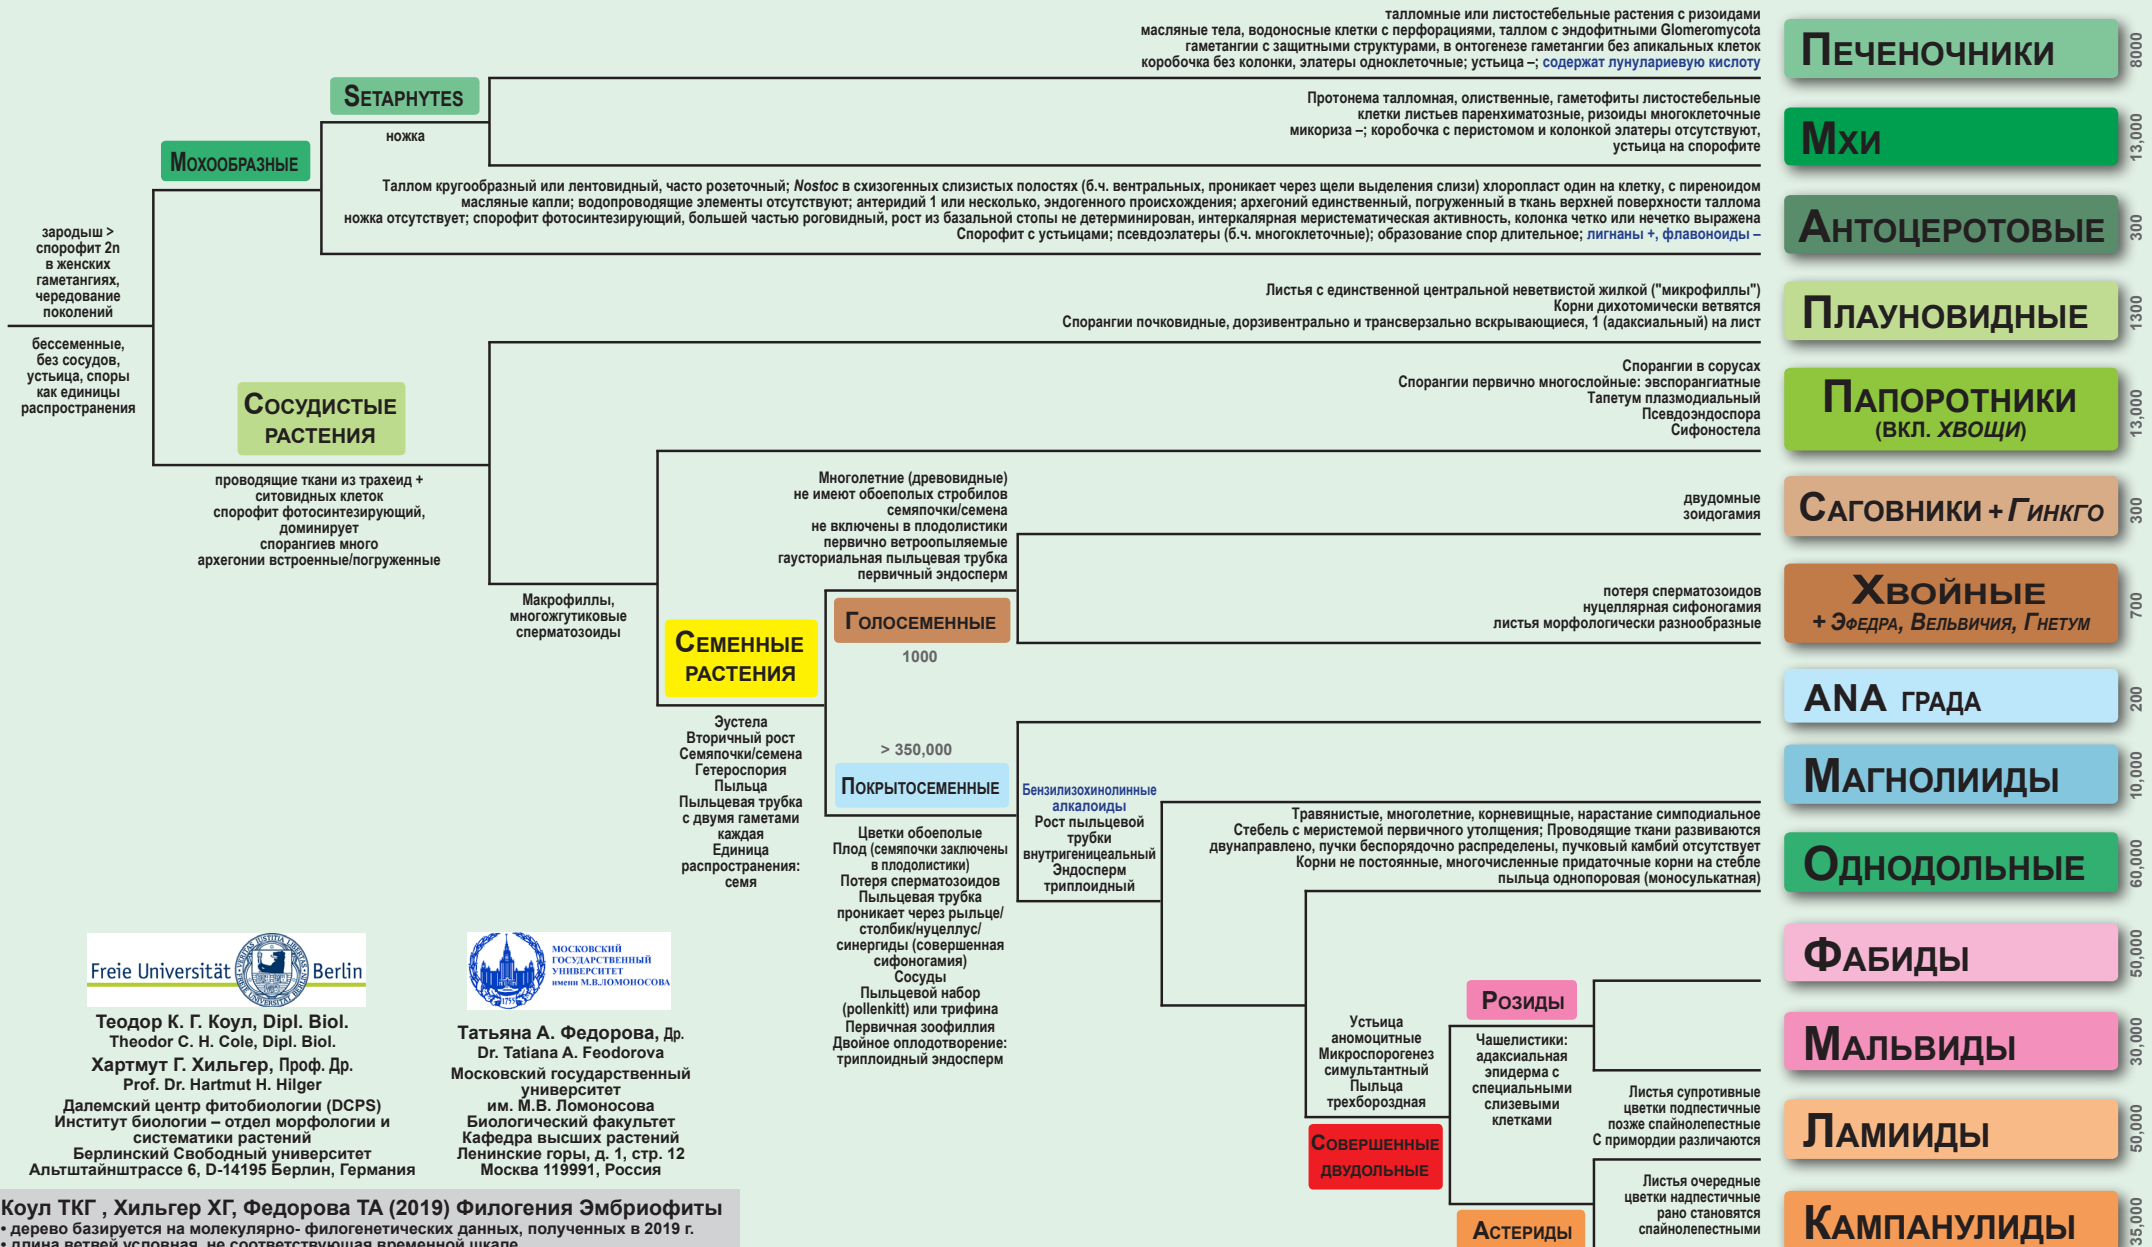 талломные или листостебельные растения с ризоидами
масляные тела, водоносные клетки с перфорациями, таллом с эндофитными Glomeromycota
гаметангии с защитными структурами, в онтогенезе гаметангии без апикальных клеток
коробочка без колонки, элатеры одноклеточные; устьица –; содержат лунулариевую кислоту
ПЕЧЕНОЧНИКИ
8000
SETAPHYTES
ножка
Протонема талломная, олиственные, гаметофиты листостебельные
клетки листьев паренхиматозные, ризоиды многоклеточные
микориза –; коробочка с перистомом и колонкой элатеры отсутствуют,
устьица на спорофите
МХИ
13,000
МОХООБРАЗНЫЕ
Таллом кругообразный или лентовидный, часто розеточный; Nostoc в схизогенных слизистых полостях (б.ч. вентральных, проникает через щели выделения слизи) хлоропласт один на клетку, с пиреноидом
масляные капли; водопроводящие элементы отсутствуют; антеридий 1 или несколько, эндогенного происхождения; архегоний единственный, погруженный в ткань верхней поверхности таллома
ножка отсутствует; спорофит фотосинтезирующий, большей частью роговидный, рост из базальной стопы не детерминирован, интеркалярная меристематическая активность, колонка четко или нечетко выражена
Спорофит с устьицами; псевдоэлатеры (б.ч. многоклеточные); образование спор длительное; лигнаны +, флавоноиды –
АНТОЦЕРОТОВЫЕ
300
зародыш >
спорофит 2n
в женских
гаметангиях,
чередование
поколений
бессеменные,
без сосудов,
устьица, споры
как единицы
распространения
Листья с единственной центральной неветвистой жилкой ("микрофиллы")
Корни дихотомически ветвятся
Спорангии почковидные, дорзивентрально и трансверзально вскрывающиеся, 1 (адаксиальный) на лист
ПЛАУНОВИДНЫЕ
1300
СОСУДИСТЫЕ
РАСТЕНИЯ
проводящие ткани из трахеид +
ситовидных клеток
спорофит фотосинтезирующий,
доминирует
спорангиев много
архегонии встроенные/погруженные
Спорангии в сорусах
Спорангии первично многослойные: эвспорангиатные
Тапетум плазмодиальный
Псевдоэндоспора
Сифоностела
ПАПОРОТНИКИ
(ВКЛ. ХВОЩИ)
13,000
Макрофиллы,
многожгутиковые
сперматозоиды
Многолетние (древовидные)
не имеют обоеполых стробилов
семяпочки/семена
не включены в плодолистики
первично ветроопыляемые
гаусториальная пыльцевая трубка
первичный эндосперм
двудомные
зоидогамия
САГОВНИКИ + ГИНКГО
300
ГОЛОСЕМЕННЫЕ
1000
потеря сперматозоидов
нуцеллярная сифоногамия
листья морфологически разнообразные
ХВОЙНЫЕ
+ ЭФЕДРА, ВЕЛЬВИЧИЯ, ГНЕТУМ
700
СЕМЕННЫЕ
РАСТЕНИЯ
Эустела
Вторичный рост
Семяпочки/семена
Гетероспория
Пыльца
Пыльцевая трубка
с двумя гаметами
каждая
Единица
распространения:
семя
ANA ГРАДА
200
> 350,000
ПОКРЫТОСЕМЕННЫЕ
Цветки обоеполые
Плод (семяпочки заключены
в плодолистики)
Потеря сперматозоидов
Пыльцевая трубка
проникает через рыльце/
столбик/нуцеллус/
синергиды (совершенная
сифоногамия)
Сосуды
Пыльцевой набор
(pollenkitt) или трифина
Первичная зоофиллия
Двойное оплодотворение:
триплоидный эндосперм
Бензилизохинолинные
алкалоиды
Рост пыльцевой
трубки
внутригеницеальный
Эндосперм
триплоидный
МАГНОЛИИДЫ
10,000
Травянистые, многолетние, корневищные, нарастание симподиальное
Стебель с меристемой первичного утолщения; Проводящие ткани развиваются
двунаправлено, пучки беспорядочно распределены, пучковый камбий отсутствует
Корни не постоянные, многочисленные придаточные корни на стебле
пыльца однопоровая (моносулькатная)
ОДНОДОЛЬНЫЕ
60,000
Устьица
аномоцитные
Микроспорогенез
симультантный
Пыльца
трехбороздная
СОВЕРШЕННЫЕ
ДВУДОЛЬНЫЕ
РОЗИДЫ
Чашелистики:
адаксиальная
эпидерма с
специальными
слизевыми
клетками
ФАБИДЫ
50,000
МАЛЬВИДЫ
30,000
Листья супротивные
цветки подпестичные
позже спайнолепестные
С примордии различаются
ЛАМИИДЫ
50,000
АСТЕРИДЫ
Листья очередные
цветки надпестичные
рано становятся
спайнолепестными
КАМПАНУЛИДЫ
35,000
Freie Universität Berlin
Теодор К. Г. Коул, Dipl. Biol.
Theodor C. H. Cole, Dipl. Biol.
Хартмут Г. Хильгер, Проф. Др.
Prof. Dr. Hartmut H. Hilger
Далемский центр фитобиологии (DCPS)
Институт биологии – отдел морфологии и
систематики растений
Берлинский Свободный университет
Альтштайнштрассе 6, D-14195 Берлин, Германия
МОСКОВСКИЙ
ГОСУДАРСТВЕННЫЙ
УНИВЕРСИТЕТ
имени М.В.ЛОМОНОСОВА
1755
Татьяна А. Федорова, Др.
Dr. Tatiana A. Feodorova
Московский государственный
университет
им. М.В. Ломоносова
Биологический факультет
Кафедра высших растений
Ленинские горы, д. 1, стр. 12
Москва 119991, Россия
Коул ТКГ , Хильгер ХГ, Федорова ТА (2019) Филогения Эмбриофиты
• дерево базируется на молекулярно- филогенетических данных, полученных в 2019 г.
• длина ветвей условная, не соответствующая временной шкале